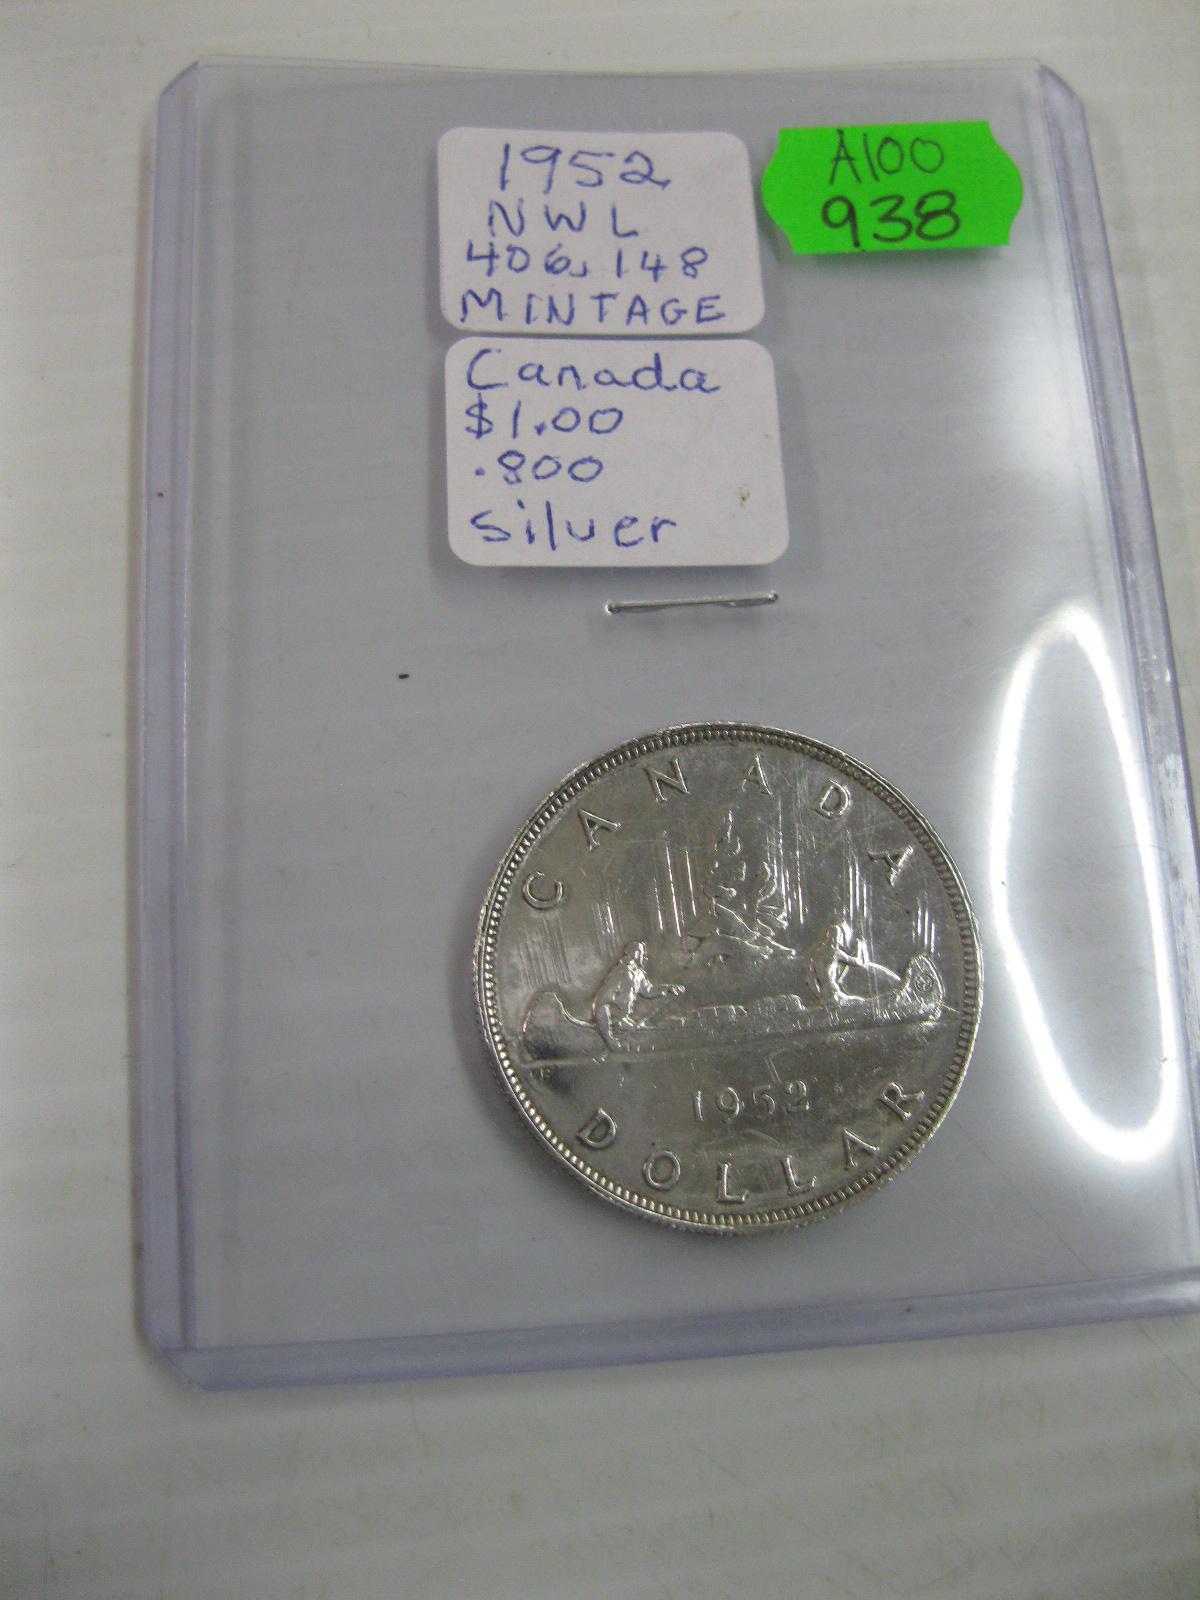 1952
NWL
406,148
MINTAGE
A100
938
Canada
$1.00
.800
silver
CANADA
1952
DOLLAR